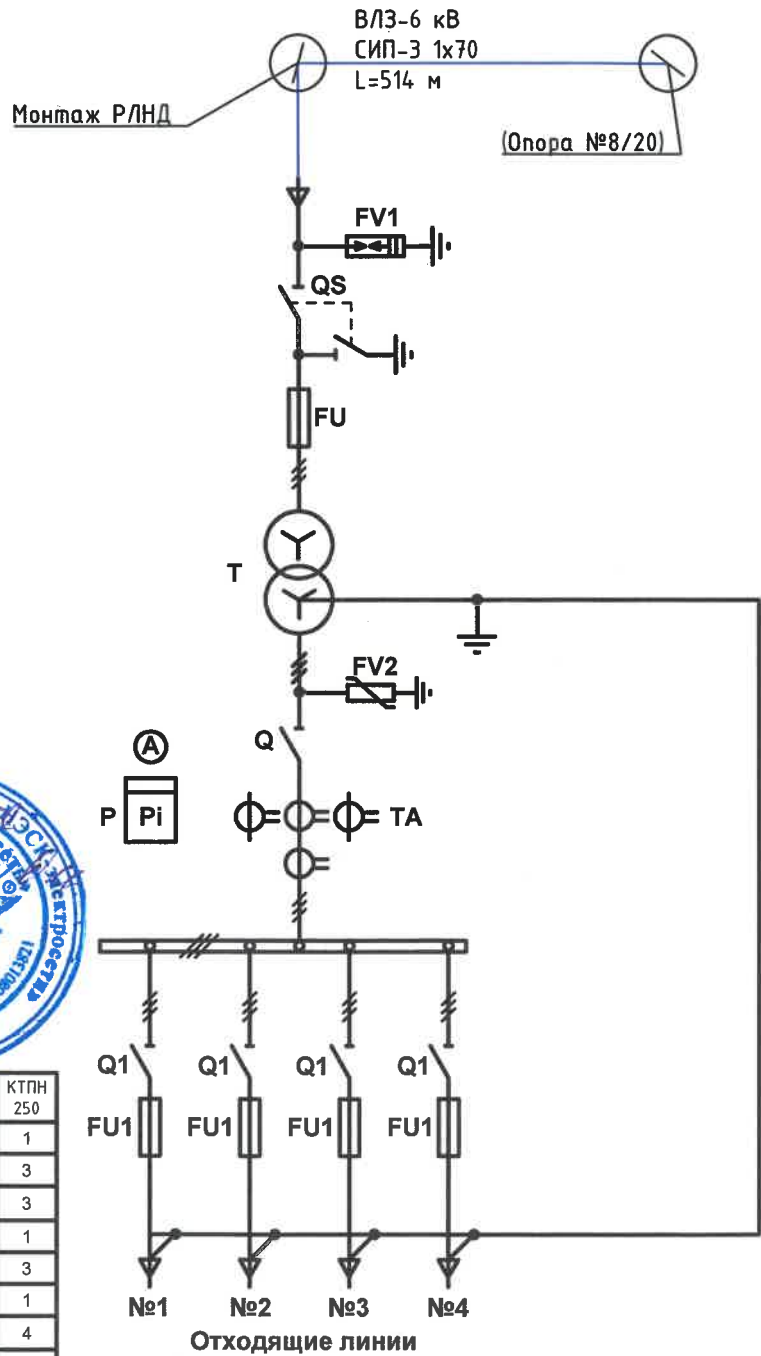 ВЛЗ-6 кВ
СИП-3 1х70
L=514 м
Монтаж РЛНД
(Опора №8/20)
FV1
QS
FU
T
FV2
Q
A
P
Pi
TA
Q1
Q1
Q1
Q1
FU1
FU1
FU1
FU1
КТПН
250
1
3
3
1
3
1
4
№1
№2
№3
№4
Отходящие линии